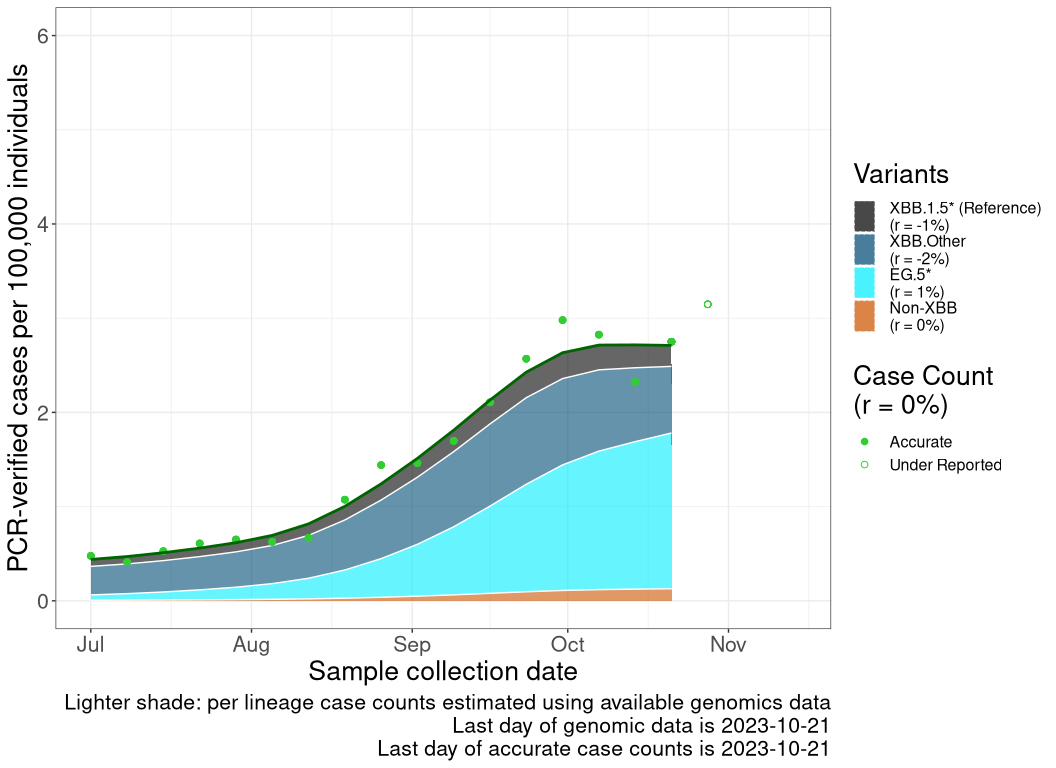 PCR-verified cases per 100,000 individuals
6
4
2
0
Jul
Aug
Sep
Oct
Nov
Sample collection date
Lighter shade: per lineage case counts estimated using available genomics data
Last day of genomic data is 2023-10-21
Last day of accurate case counts is 2023-10-21
Variants
XBB.1.5* (Reference)
(r = -1%)
XBB.Other
(r = -2%)
EG.5*
(r = 1%)
Non-XBB
(r = 0%)
Case Count
(r = 0%)
Accurate
Under Reported